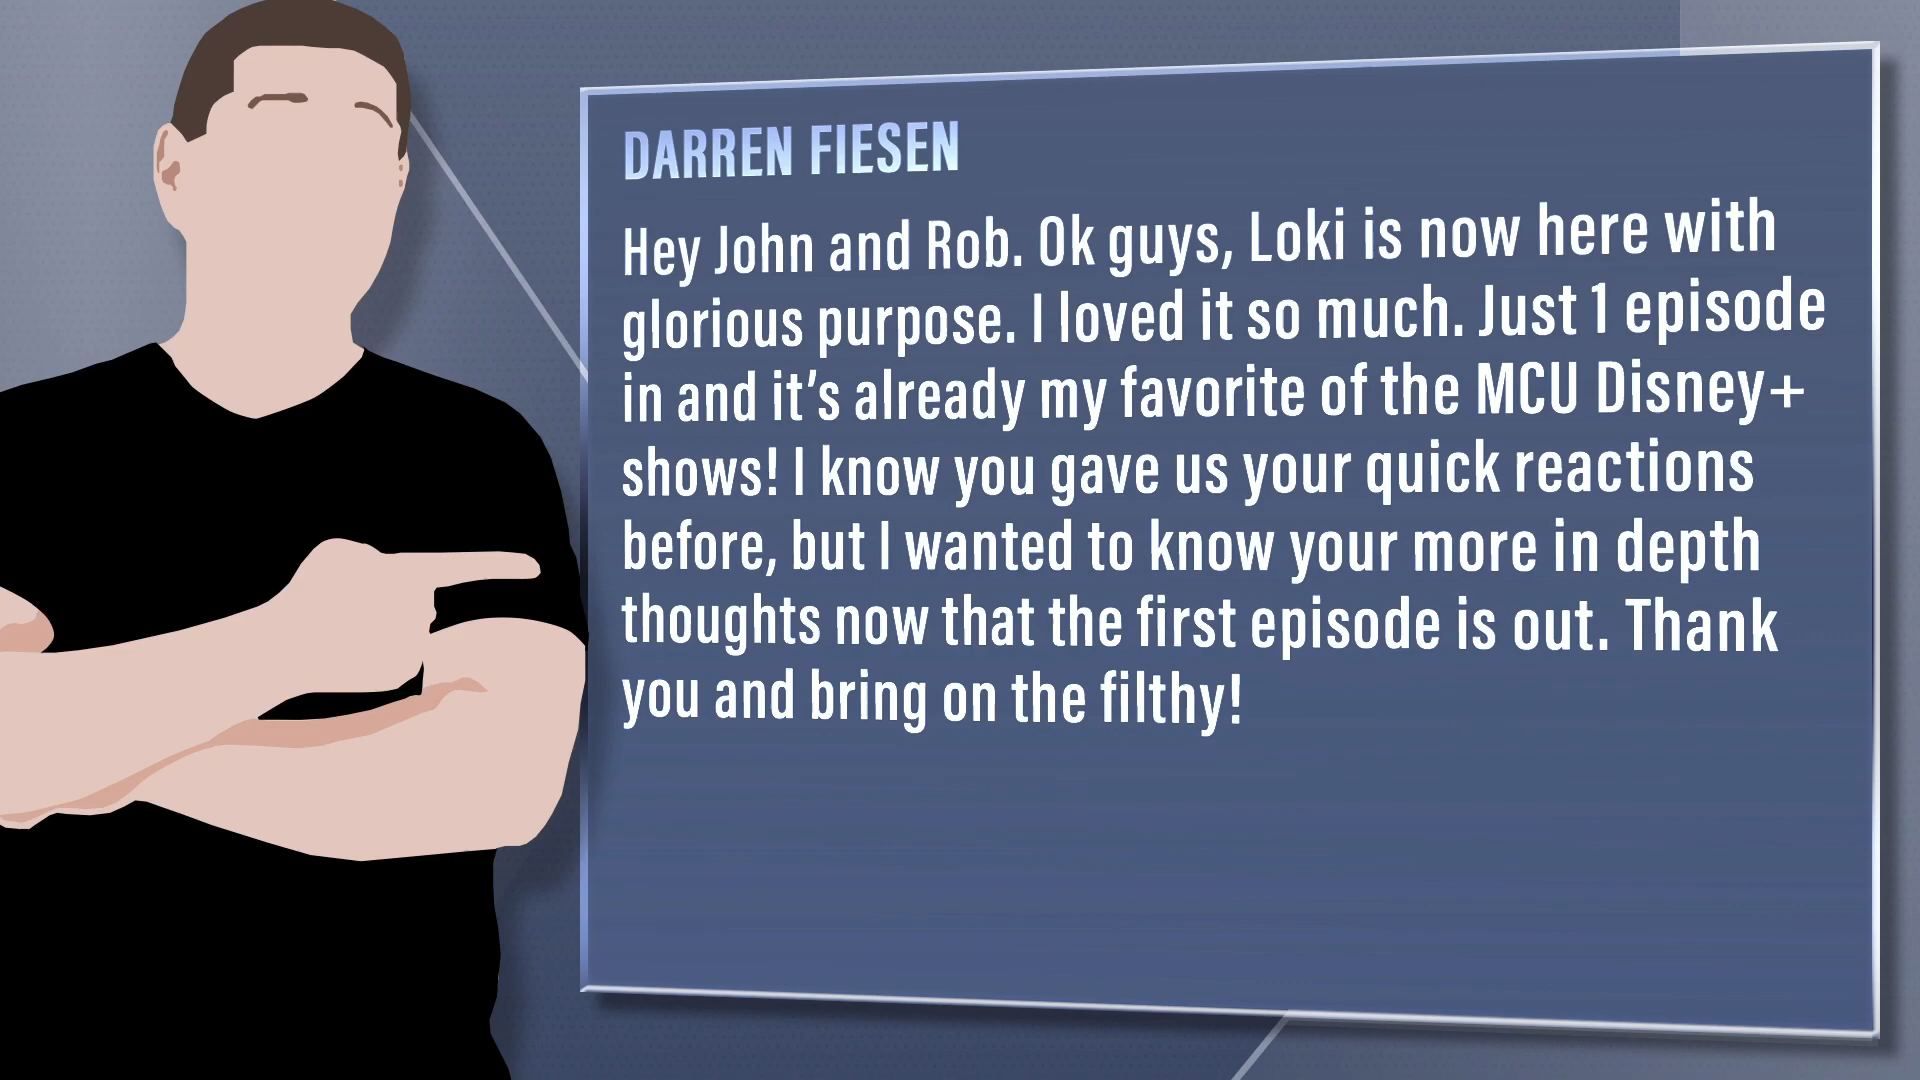 DARREN FIESEN
Hey John and Rob. Ok guys, Loki is now here with
glorious purpose. I loved it so much. Just 1 episode
in and it's already my favorite of the MCU Disney+
shows! I know you gave us your quick reactions
before, but I wanted to know your more in depth
thoughts now that the first episode is out. Thank
you and bring on the filthy!